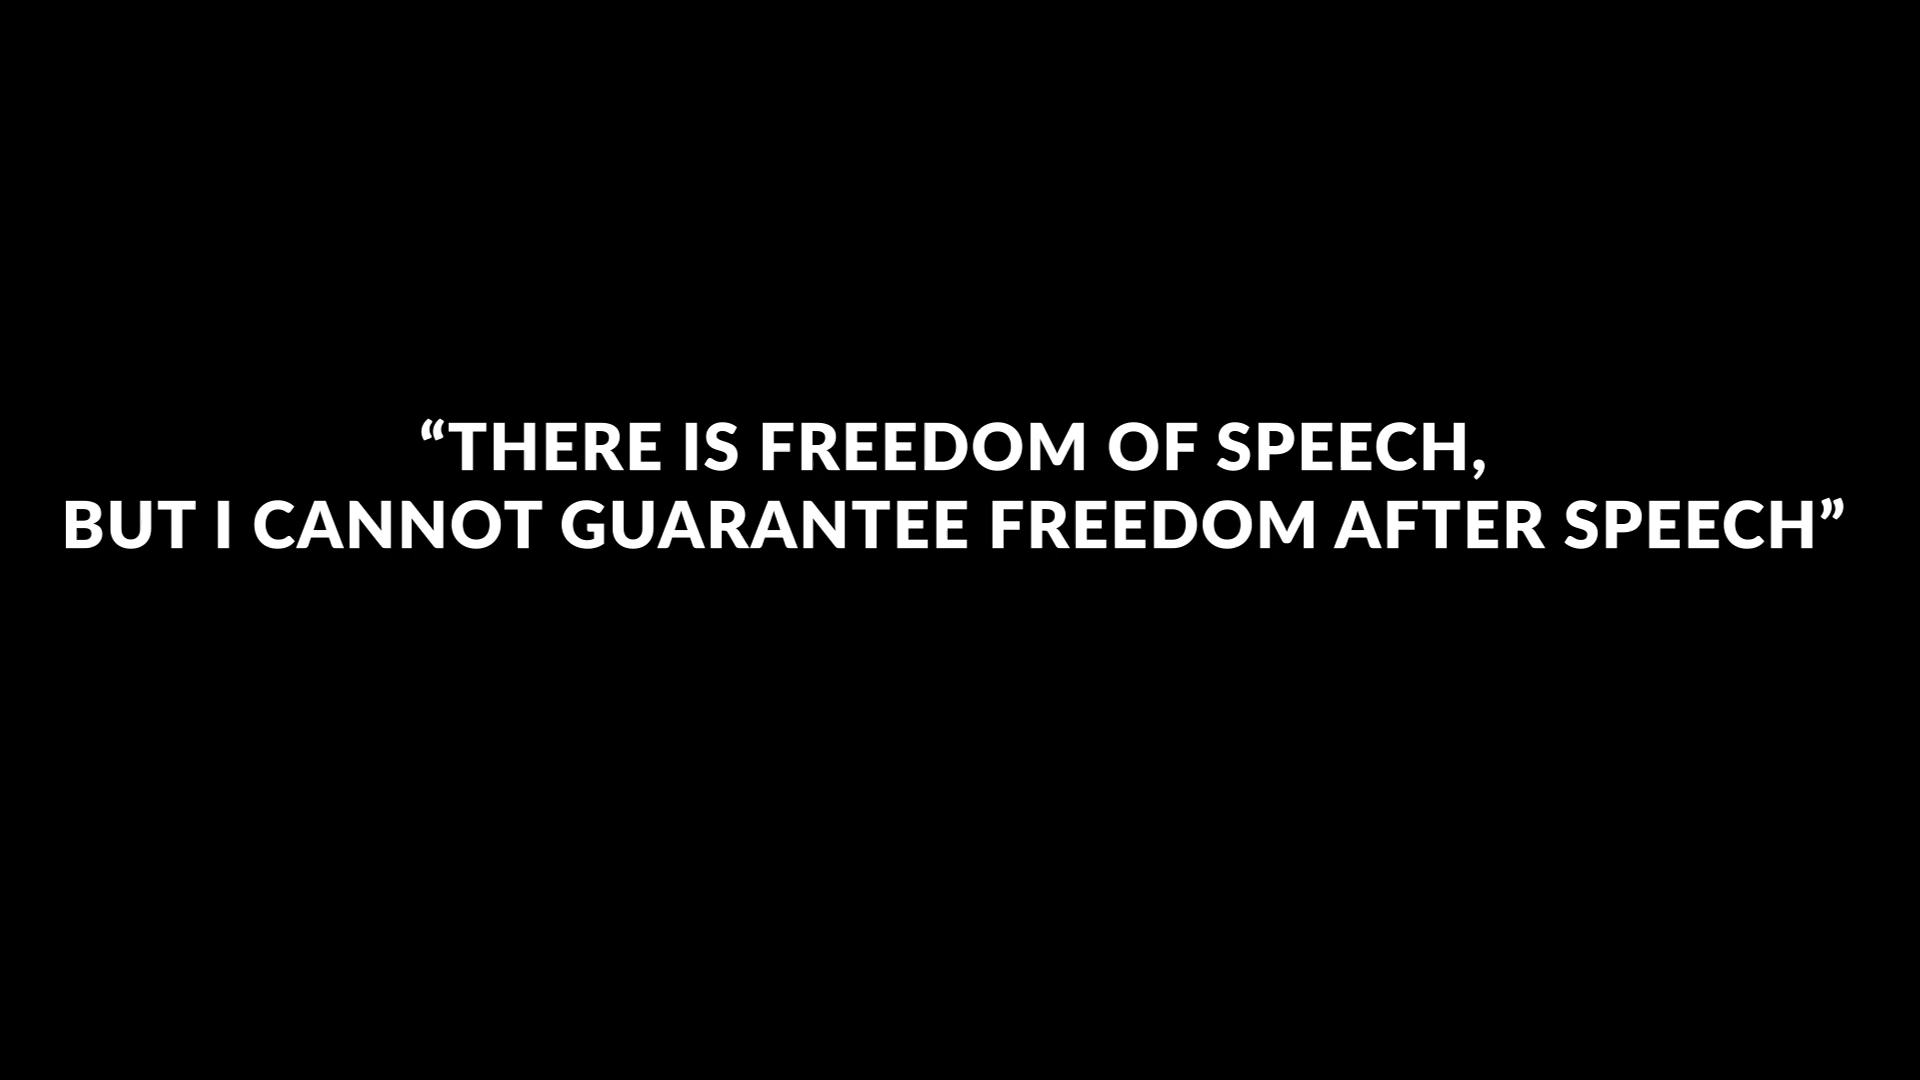 “THERE IS FREEDOM OF SPEECH,
BUT I CANNOT GUARANTEE FREEDOM AFTER SPEECH”